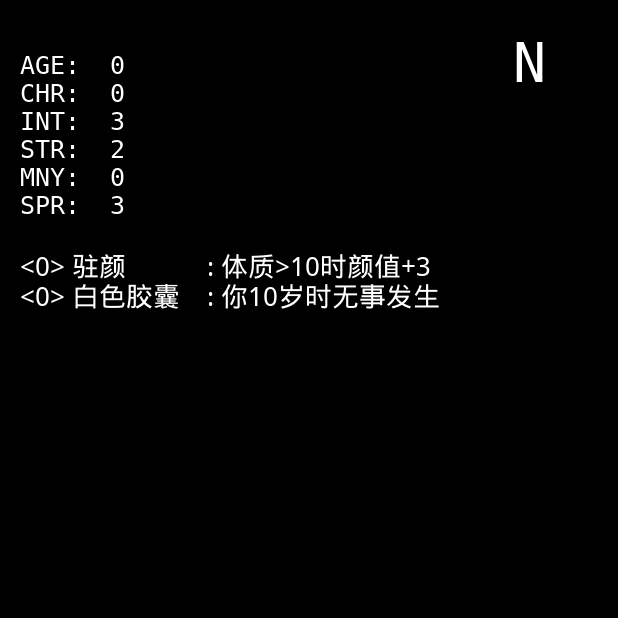 N
AGE: 0
CHR: 0
INT: 3
STR: 2
MNY: 0
SPR: 3
<0> 驻颜 : 体质>10时颜值+3
<0> 白色胶囊 : 你10岁时无事发生